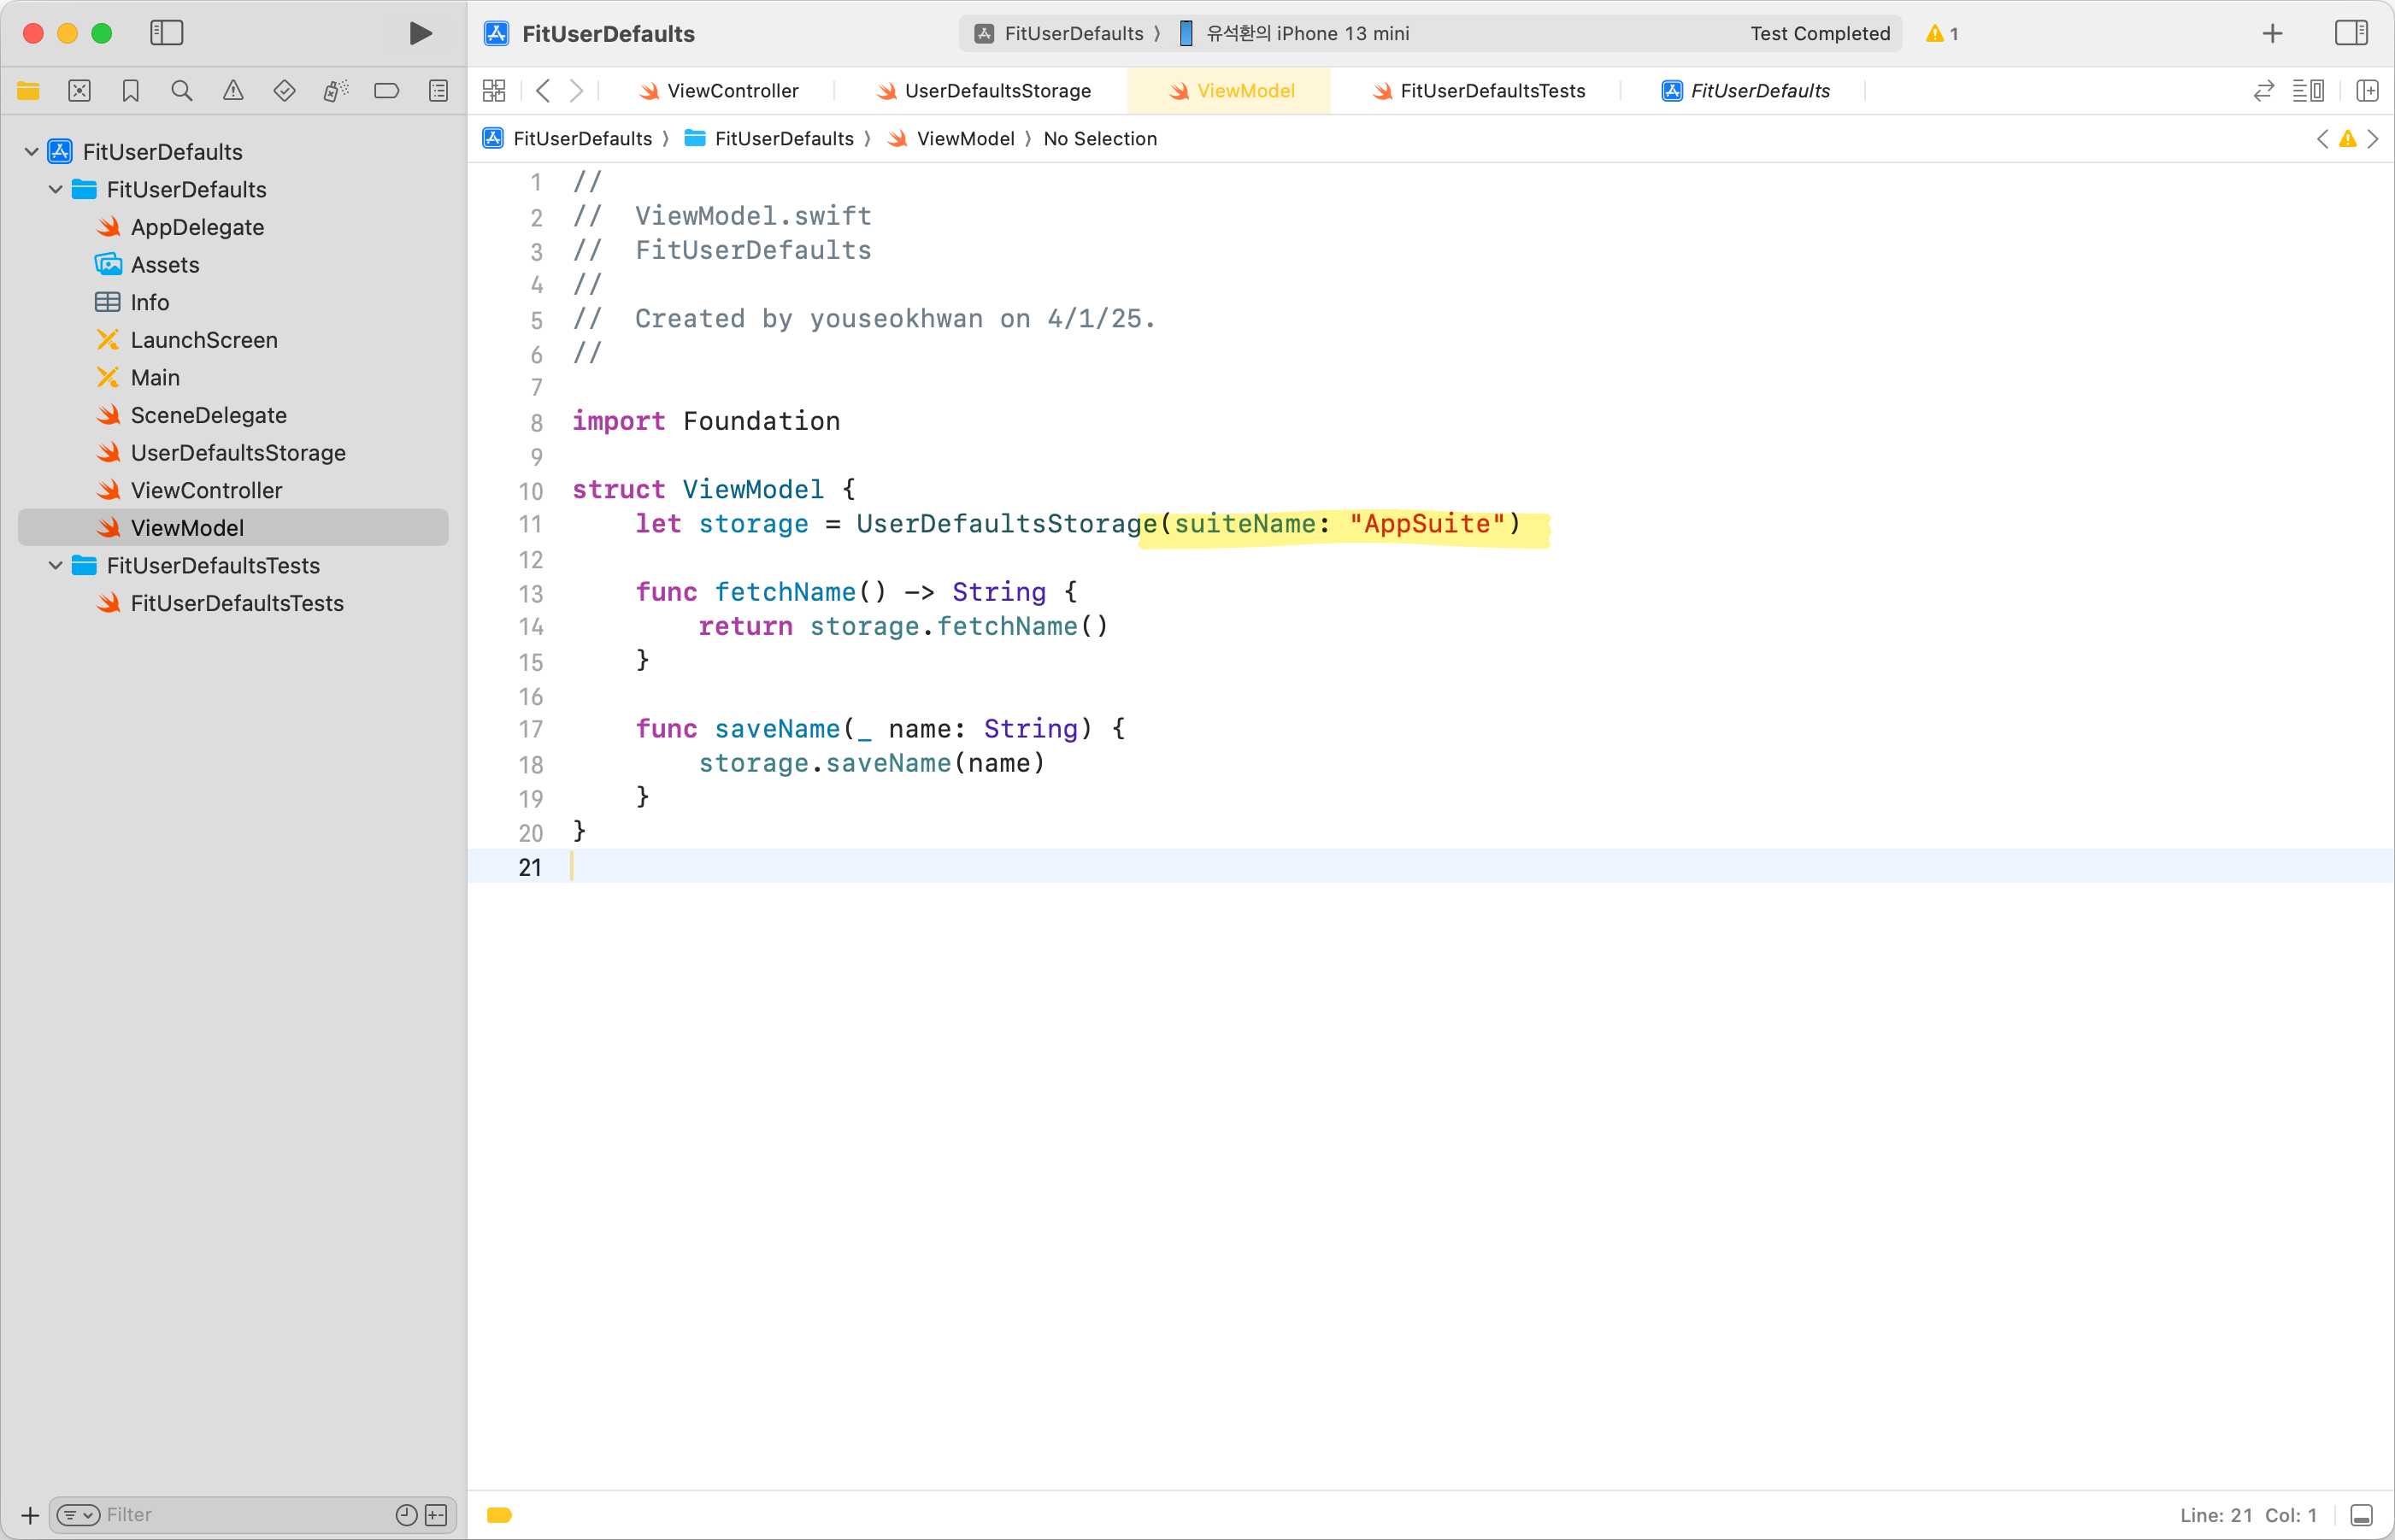 FitUserDefaults
FitUserDefaults 〉 유석환의 iPhone 13 mini
Test Completed
1
ViewController
UserDefaultsStorage
ViewModel
FitUserDefaultsTests
FitUserDefaults
FitUserDefaults 〉 FitUserDefaults 〉 ViewModel 〉 No Selection
FitUserDefaults
FitUserDefaults
AppDelegate
Assets
Info
LaunchScreen
Main
SceneDelegate
UserDefaultsStorage
ViewController
ViewModel
FitUserDefaultsTests
FitUserDefaultsTests
1 //
2 //  ViewModel.swift
3 //  FitUserDefaults
4 //
5 //  Created by youseokhwan on 4/1/25.
6 //
7
8 import Foundation
9
10 struct ViewModel {
11     let storage = UserDefaultsStorage(suiteName: "AppSuite")
12
13     func fetchName() -> String {
14         return storage.fetchName()
15     }
16
17     func saveName(_ name: String) {
18         storage.saveName(name)
19     }
20 }
21
Filter
Line: 21 Col: 1